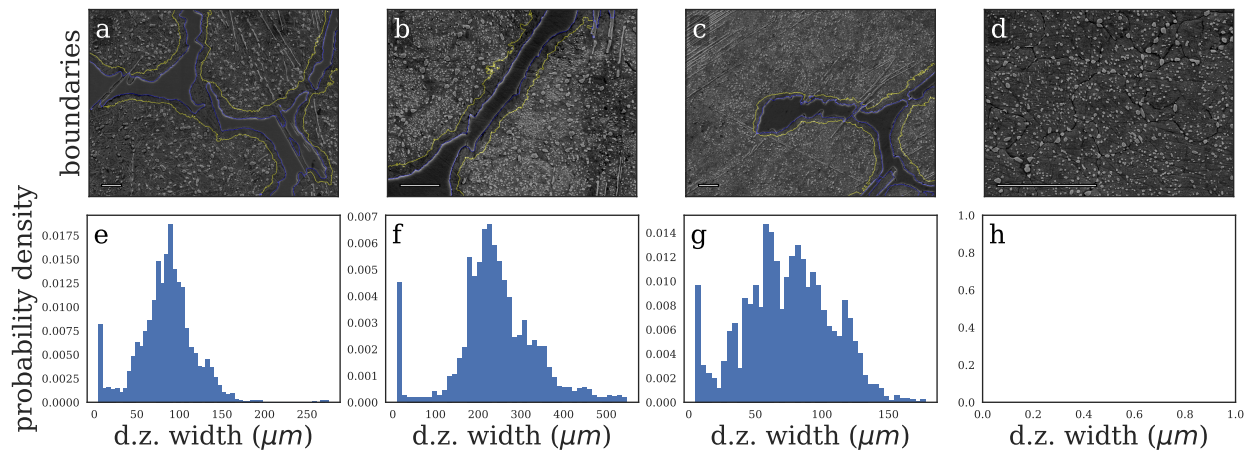 boundaries
a
b
c
d
probability density
e
0.0175
0.0150
0.0125
0.0100
0.0075
0.0050
0.0025
0.0000
0 50 100 150 200 250
d.z. width (μm)
f
0.007
0.006
0.005
0.004
0.003
0.002
0.001
0.000
0 100 200 300 400 500
d.z. width (μm)
g
0.014
0.012
0.010
0.008
0.006
0.004
0.002
0.000
0 50 100 150
d.z. width (μm)
h
1.0
0.8
0.6
0.4
0.2
0.0
0.0 0.2 0.4 0.6 0.8 1.0
d.z. width (μm)